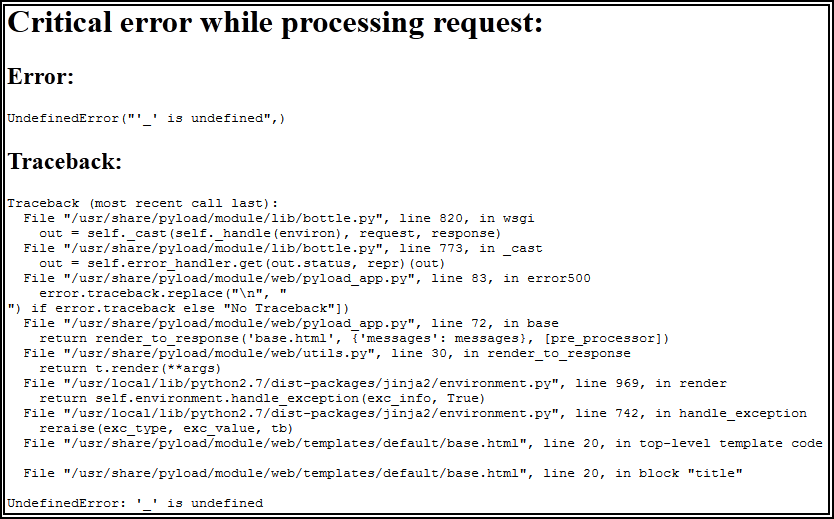 Critical error while processing request:
Error:
UndefinedError("'_' is undefined",)
Traceback:
Traceback (most recent call last):
  File "/usr/share/pyload/module/lib/bottle.py", line 820, in wsgi
    out = self._cast(self._handle(environ), request, response)
  File "/usr/share/pyload/module/lib/bottle.py", line 773, in _cast
    out = self.error_handler.get(out.status, repr)(out)
  File "/usr/share/pyload/module/web/pyload_app.py", line 83, in error500
    error.traceback.replace("\n", "
") if error.traceback else "No Traceback"])
  File "/usr/share/pyload/module/web/pyload_app.py", line 72, in base
    return render_to_response('base.html', {'messages': messages}, [pre_processor])
  File "/usr/share/pyload/module/web/utils.py", line 30, in render_to_response
    return t.render(**args)
  File "/usr/local/lib/python2.7/dist-packages/jinja2/environment.py", line 969, in render
    return self.environment.handle_exception(exc_info, True)
  File "/usr/local/lib/python2.7/dist-packages/jinja2/environment.py", line 742, in handle_exception
    reraise(exc_type, exc_value, tb)
  File "/usr/share/pyload/module/web/templates/default/base.html", line 20, in top-level template code
  File "/usr/share/pyload/module/web/templates/default/base.html", line 20, in block "title"
UndefinedError: '_' is undefined